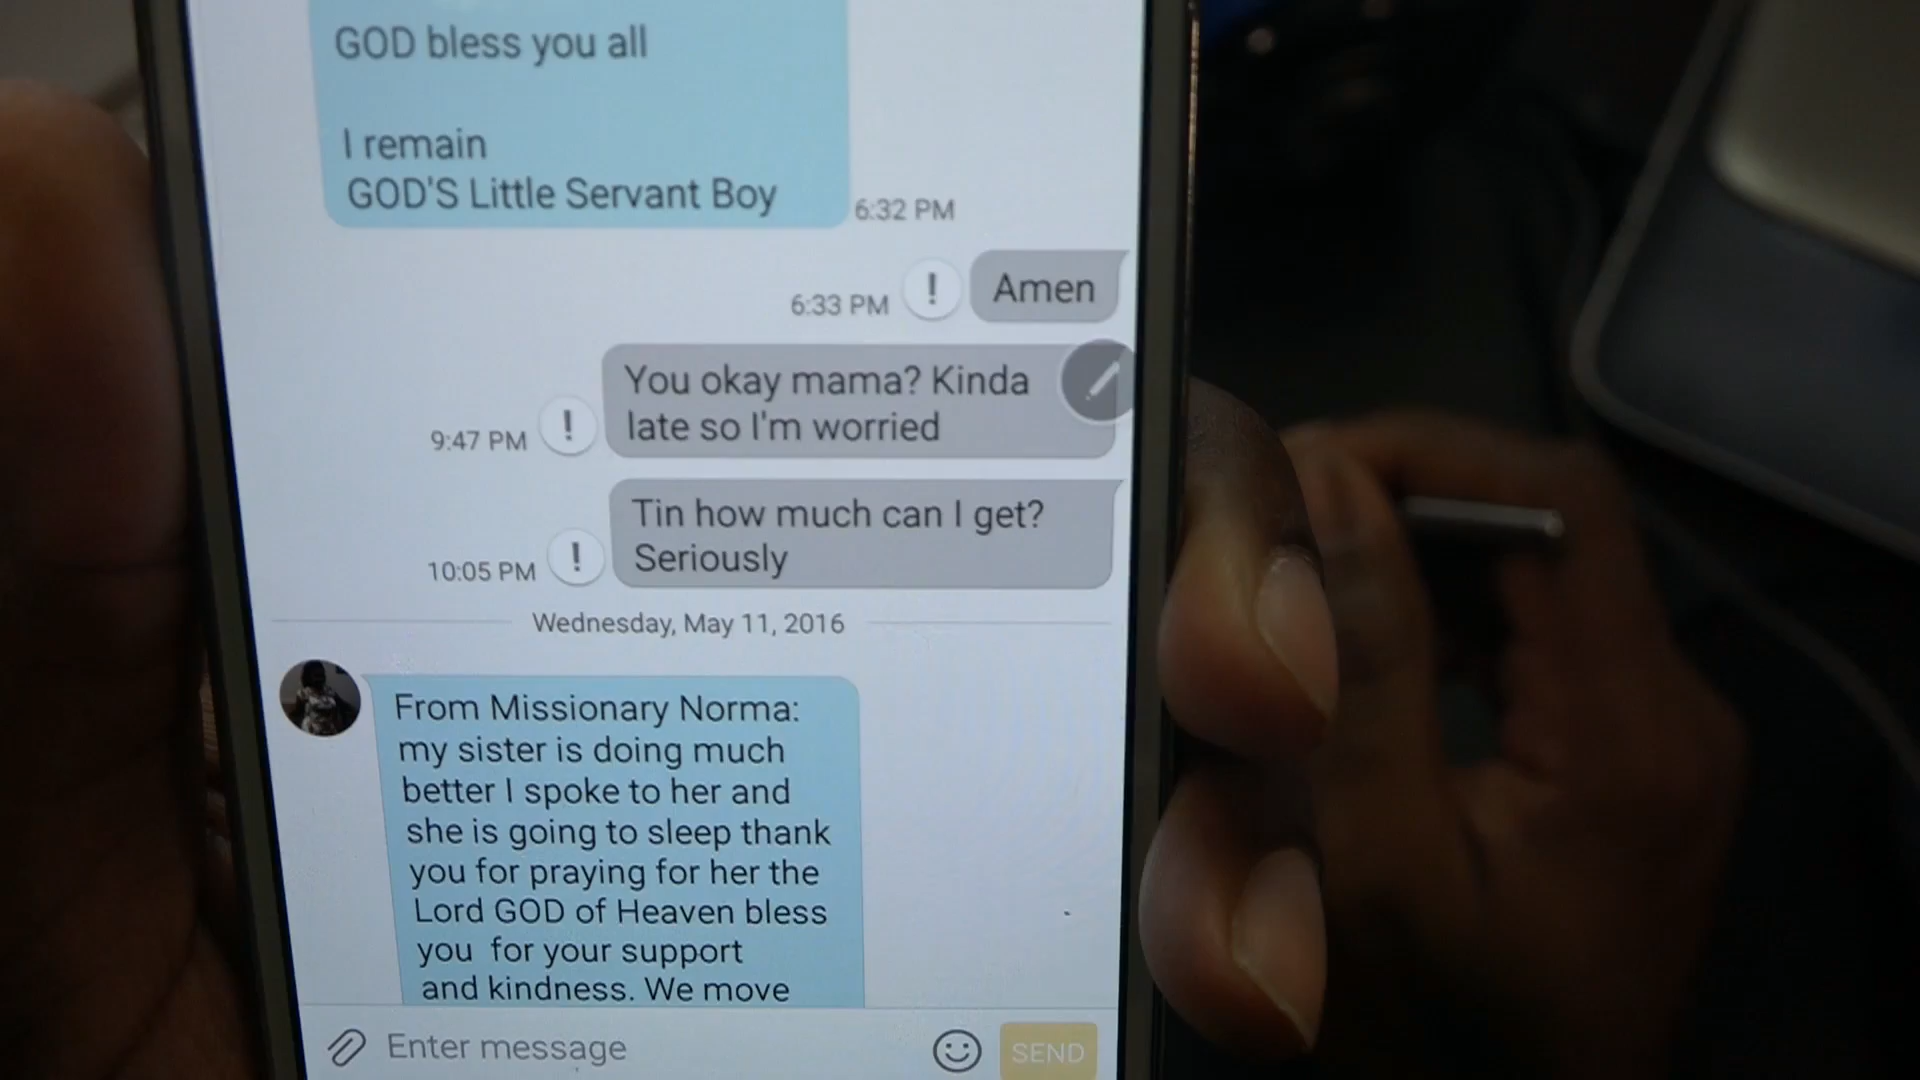 GOD bless you all
I remain
GOD'S Little Servant Boy
6:32 PM
6:33 PM
!
Amen
You okay mama? Kinda
late so I'm worried
9:47 PM
!
Tin how much can I get?
Seriously
10:05 PM
!
Wednesday, May 11, 2016
From Missionary Norma:
my sister is doing much
better I spoke to her and
she is going to sleep thank
you for praying for her the
Lord GOD of Heaven bless
you for your support
and kindness. We move
Enter message
SEND